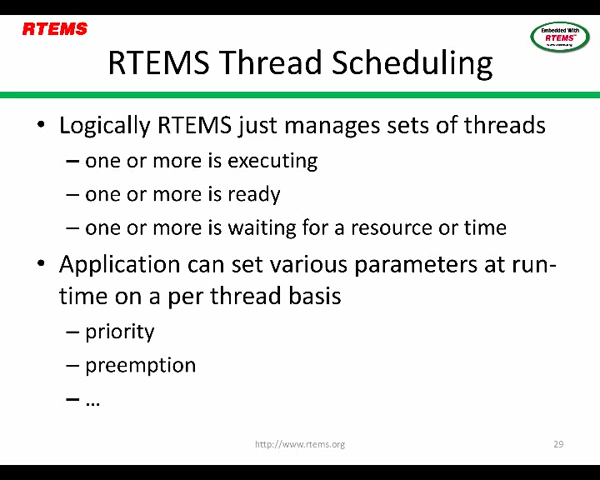 RTEMS
Embedded With
RTEMS
RTEMS Thread Scheduling
• Logically RTEMS just manages sets of threads
– one or more is executing
– one or more is ready
– one or more is waiting for a resource or time
• Application can set various parameters at run-
time on a per thread basis
– priority
– preemption
– …
http://www.rtems.org
29